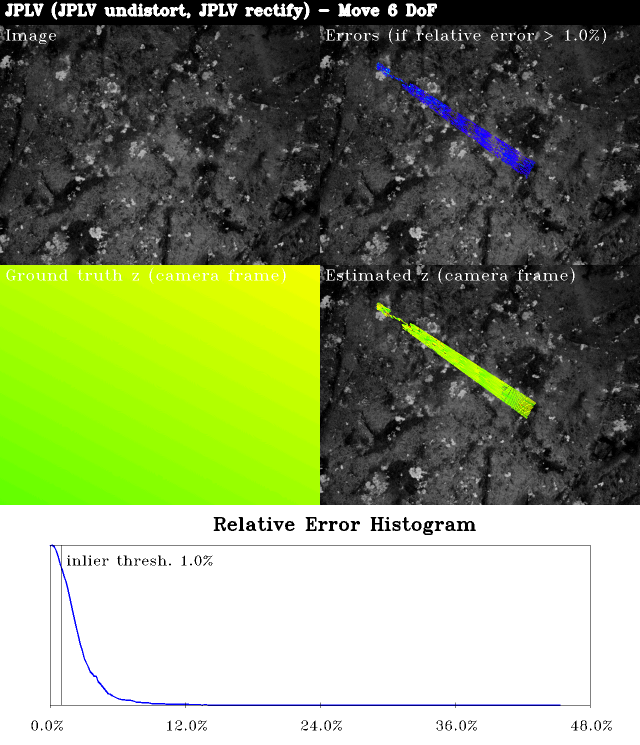 JPLV (JPLV undistort, JPLV rectify) - Move 6 DoF
Image
Errors (if relative error > 1.0%)
Ground truth z (camera frame)
Estimated z (camera frame)
Relative Error Histogram
inlier thresh. 1.0%
0.0% 12.0% 24.0% 36.0% 48.0%